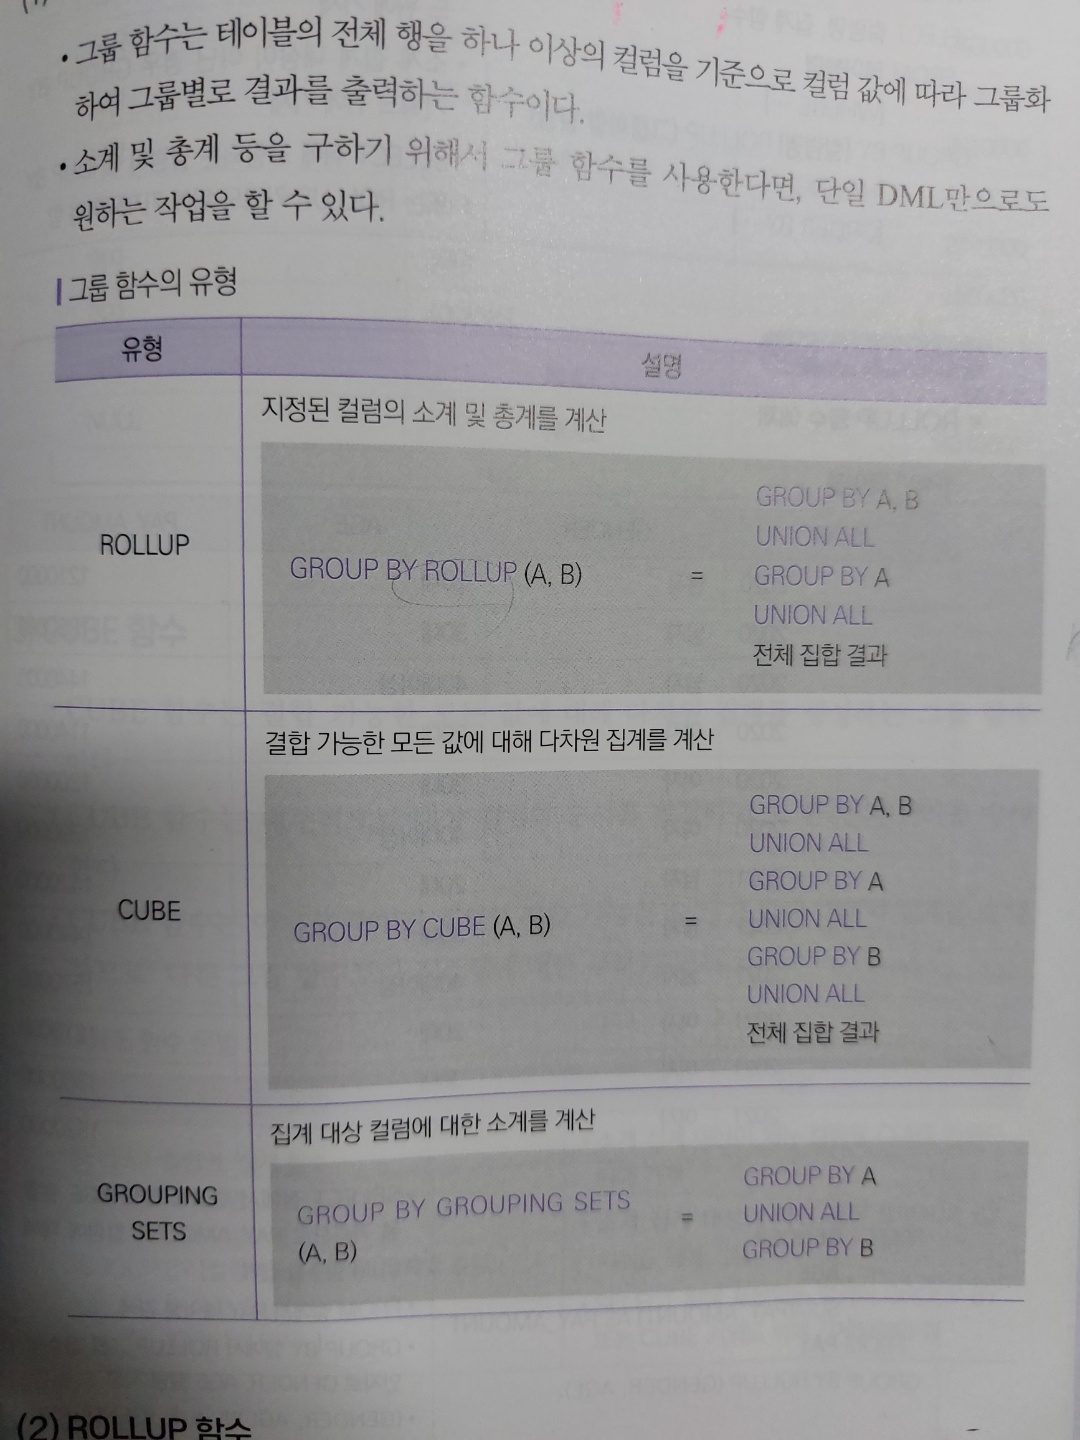 • 그룹 함수는 테이블의 전체 행을 하나 이상의 컬럼을 기준으로 컬럼 값에 따라 그룹화
하여 그룹별로 결과를 출력하는 함수이다.
• 소계 및 총계 등을 구하기 위해서 그룹 함수를 사용한다면, 단일 DML만으로도
원하는 작업을 할 수 있다.
그룹 함수의 유형
유형 설명
지정된 컬럼의 소계 및 총계를 계산
ROLLUP
GROUP BY ROLLUP (A, B)
=
GROUP BY A, B
UNION ALL
GROUP BY A
UNION ALL
전체 집합 결과
결합 가능한 모든 값에 대해 다차원 집계를 계산
CUBE
GROUP BY CUBE (A, B)
=
GROUP BY A, B
UNION ALL
GROUP BY A
UNION ALL
GROUP BY B
UNION ALL
전체 집합 결과
집계 대상 컬럼에 대한 소계를 계산
GROUPING
SETS
GROUP BY GROUPING SETS
(A, B)
=
GROUP BY A
UNION ALL
GROUP BY B
(2) ROLLUP 함수